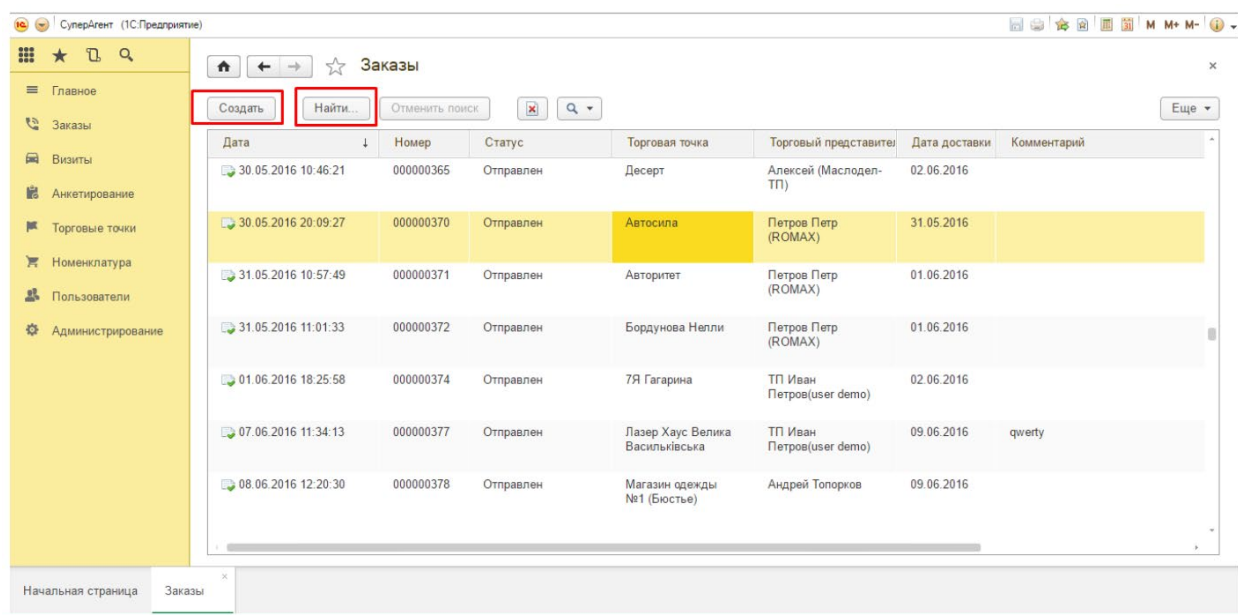 СуперАгент (1С:Предприятие)
M M+ M-
Главное
Заказы
Визиты
Анкетирование
Торговые точки
Номенклатура
Пользователи
Администрирование
Заказы
Создать Найти... Отменить поиск Еще
Дата ↓ Номер Статус Торговая точка Торговый представител Дата доставки Комментарий
30.05.2016 10:46:21 000000365 Отправлен Десерт Алексей (Маслодел- 02.06.2016
ТП)
30.05.2016 20:09:27 000000370 Отправлен Автосила Петров Петр 31.05.2016
(ROMAX)
31.05.2016 10:57:49 000000371 Отправлен Авторитет Петров Петр 01.06.2016
(ROMAX)
31.05.2016 11:01:33 000000372 Отправлен Бордунова Нелли Петров Петр 01.06.2016
(ROMAX)
01.06.2016 18:25:58 000000374 Отправлен 7Я Гагарина ТП Иван 02.06.2016
Петров(user demo)
07.06.2016 11:34:13 000000377 Отправлен Лазер Хаус Велика ТП Иван 09.06.2016 qwerty
Васильківська Петров(user demo)
08.06.2016 12:20:30 000000378 Отправлен Магазин одежды Андрей Топорков 09.06.2016
№1 (Бюстье)
Начальная страница Заказы